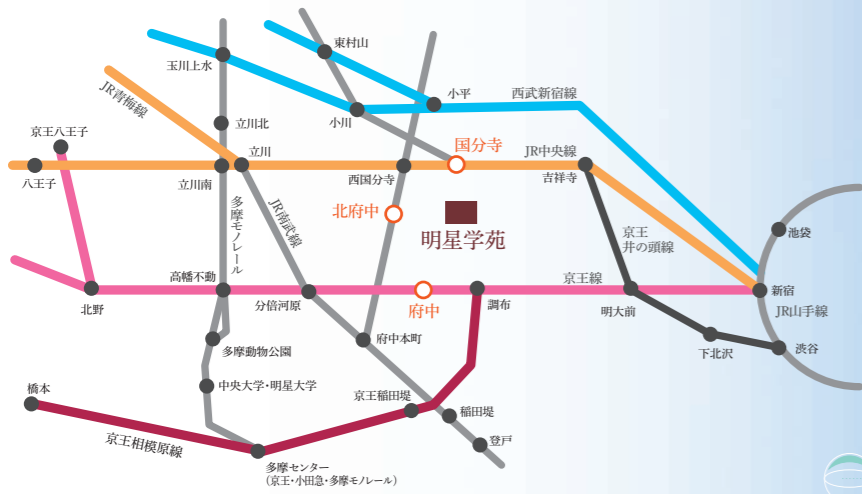 東村山
玉川上水
小平
西武新宿線
JR青梅線
小川
立川北
京王八王子
国分寺
立川
JR中央線
八王子
立川南
西国分寺
吉祥寺
多摩モノレール
JR南武線
北府中
明星学苑
京王
井の頭線
池袋
高幡不動
京王線
北野
分倍河原
府中
調布
明大前
新宿
JR山手線
府中本町
下北沢
渋谷
多摩動物公園
橋本
中央大学・明星大学
京王稲田堤
稲田堤
京王相模原線
登戸
多摩センター
(京王・小田急・多摩モノレール)